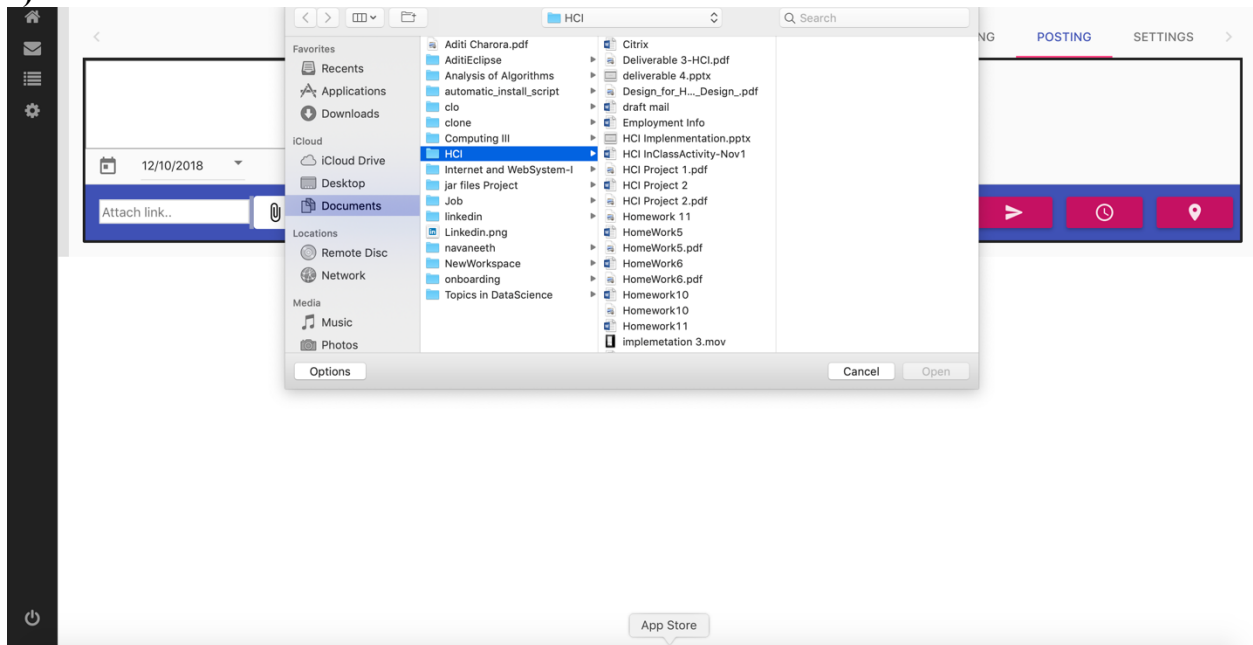 HCI
Search
NG
POSTING
SETTINGS
12/10/2018
Attach link..
Favorites
Recents
Applications
Downloads
iCloud
iCloud Drive
Desktop
Documents
Locations
Remote Disc
Network
Media
Music
Photos
Aditi Charora.pdf
AditiEclipse
Analysis of Algorithms
automatic_install_script
clo
clone
Computing III
HCI
Internet and WebSystem-I
jar files Project
Job
linkedin
Linkedin.png
navaneeth
NewWorkspace
onboarding
Topics in DataScience
Citrix
Deliverable 3-HCI.pdf
deliverable 4.pptx
Design_for_H..._Design_.pdf
draft mail
Employment Info
HCI Implenmentation.pptx
HCI InClassActivity-Nov1
HCI Project 1.pdf
HCI Project 2
HCI Project 2.pdf
Homework 11
HomeWork5
HomeWork5.pdf
HomeWork6
HomeWork6.pdf
Homework10
Homework10
Homework11
implemetation 3.mov
Options
Cancel
Open
App Store